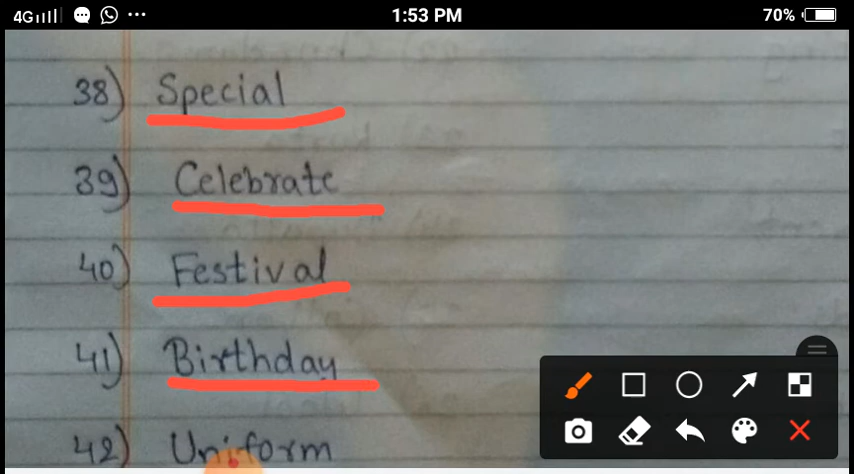 4G 1:53 PM 70%
38) Special
39) Celebrate
40) Festival
41) Birthday
42) Uniform